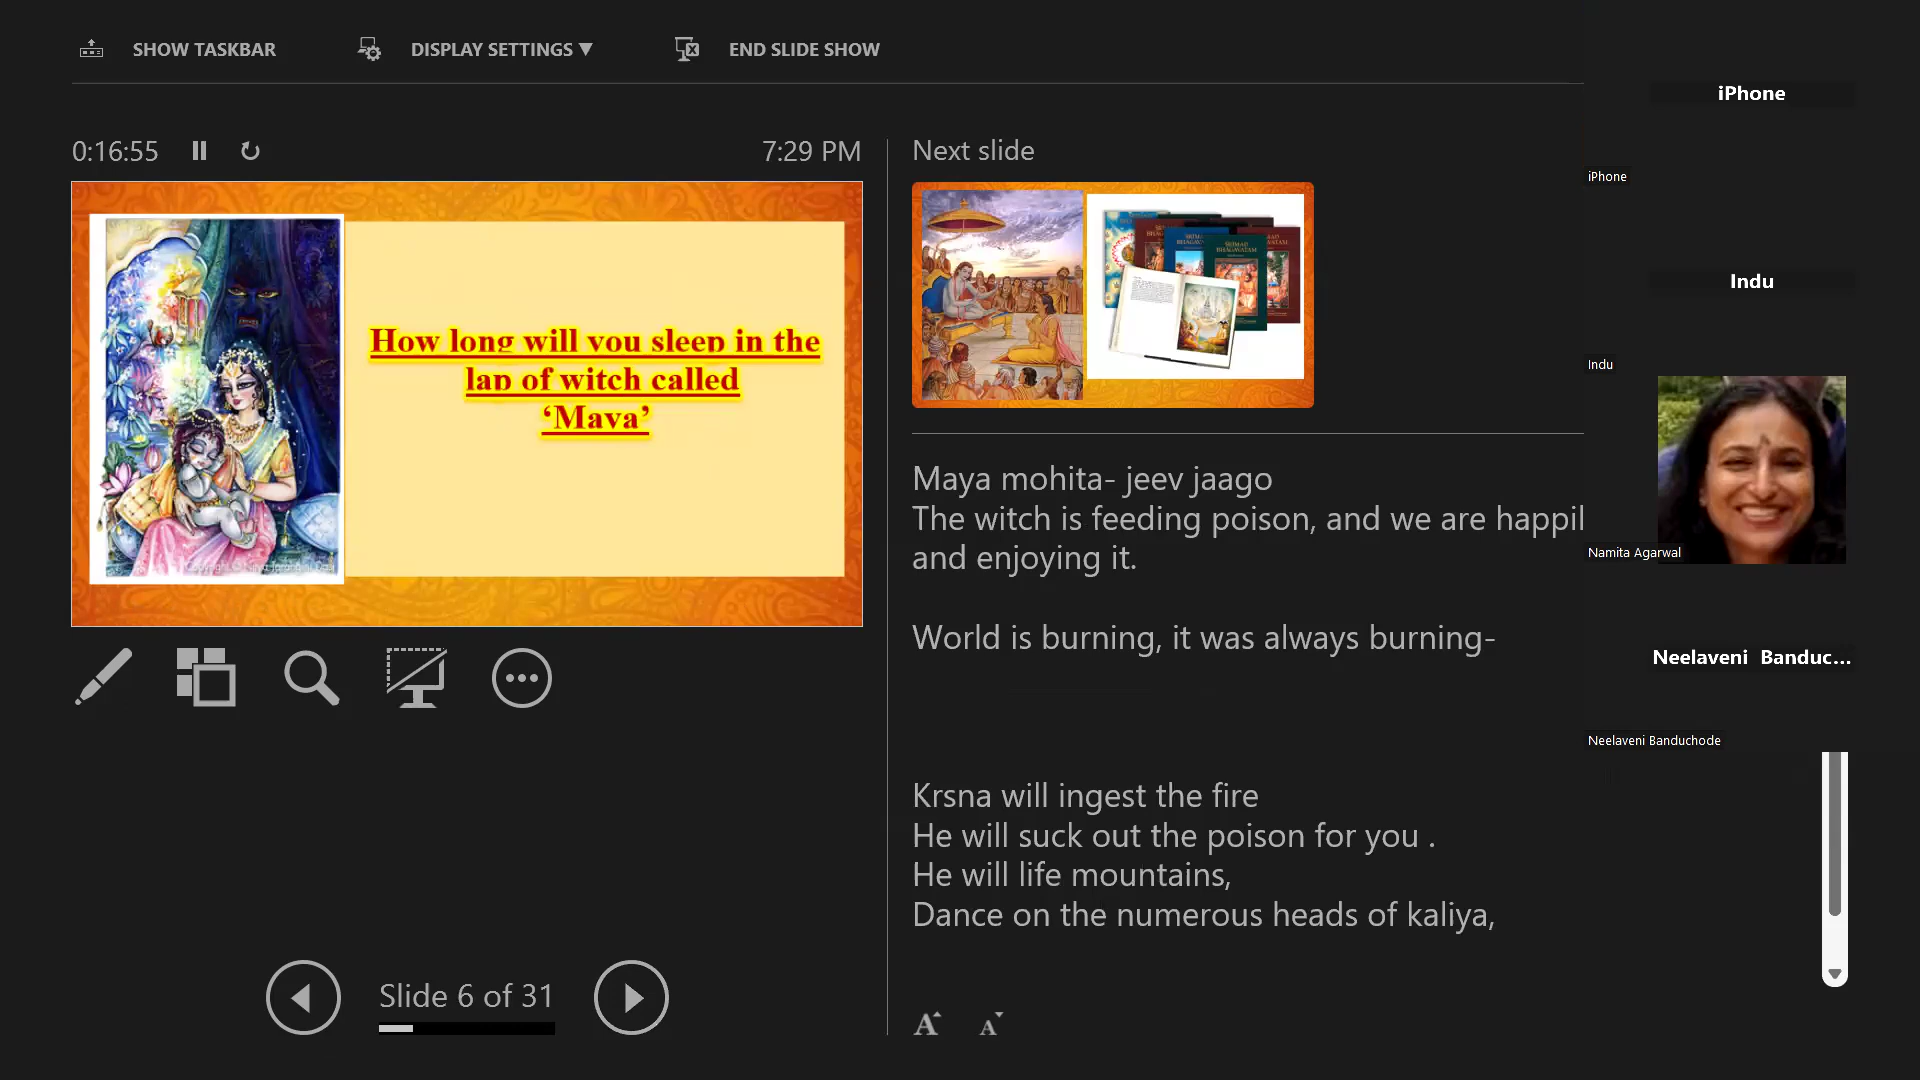 SHOW TASKBAR
DISPLAY SETTINGS ▼
END SLIDE SHOW
0:16:55
7:29 PM
How long will you sleep in the
lap of witch called
‘Maya’
Slide 6 of 31
Next slide
SRIMAD
BHAGAVATAM
Maya mohita- jeev jaago
The witch is feeding poison, and we are happil
and enjoying it.
World is burning, it was always burning-
Krsna will ingest the fire
He will suck out the poison for you .
He will life mountains,
Dance on the numerous heads of kaliya,
A A
iPhone
iPhone
Indu
Indu
Namita Agarwal
Neelaveni Banduc...
Neelaveni Banduchode